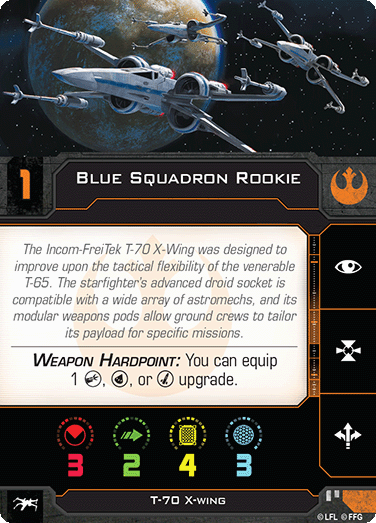 1 BLUE SQUADRON ROOKIE
The Incom-FreiTek T-70 X-Wing was designed to
improve upon the tactical flexibility of the venerable
T-65. The starfighter's advanced droid socket is
compatible with a wide array of astromechs, and its
modular weapons pods allow ground crews to tailor
its payload for specific missions.
WEAPON HARDPOINT: You can equip
1 , , or upgrade.
3 2 4 3
T-70 X-WING
© LFL © FFG